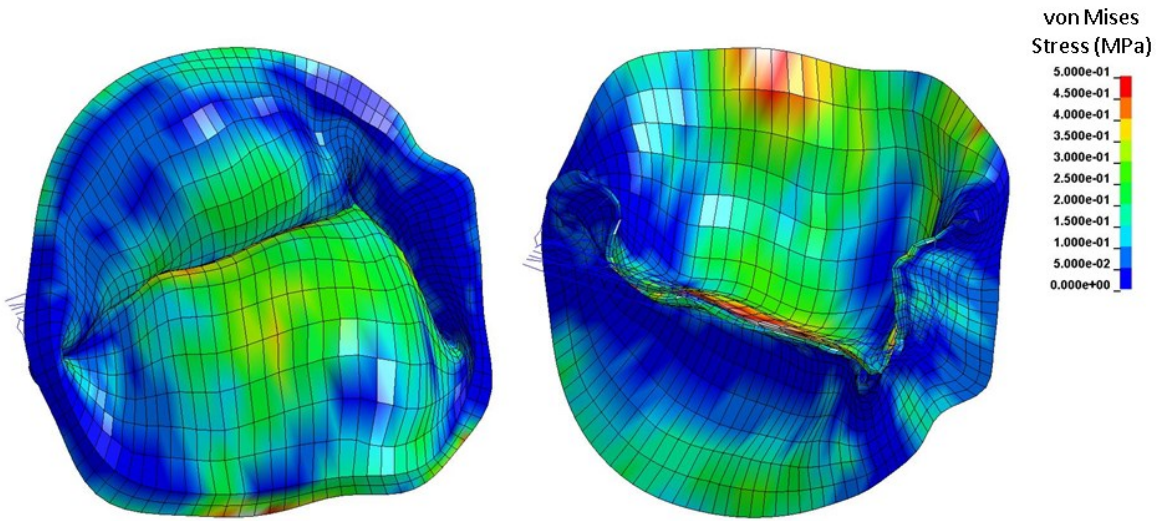 von Mises
Stress (MPa)
5.000e-01
4.500e-01
4.000e-01
3.500e-01
3.000e-01
2.500e-01
2.000e-01
1.500e-01
1.000e-01
5.000e-02
0.000e+00